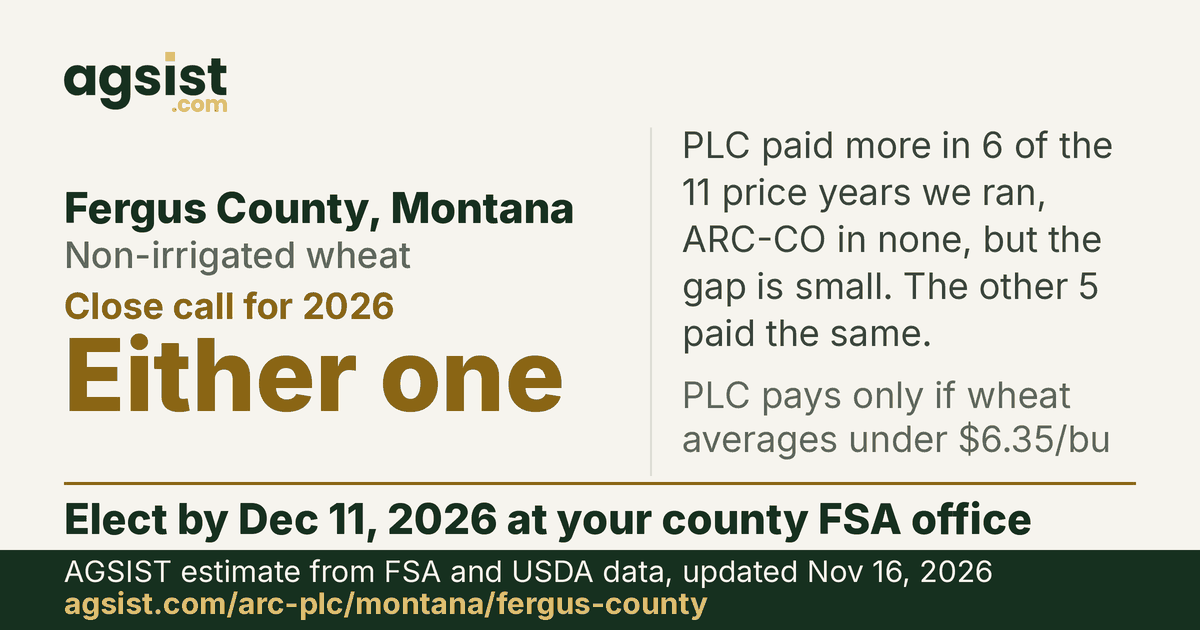 agsist
.com
Fergus County, Montana
Non-irrigated wheat
Close call for 2026
Either one
PLC paid more in 6 of the
11 price years we ran,
ARC-CO in none, but the
gap is small. The other 5
paid the same.
PLC pays only if wheat
averages under $6.35/bu
Elect by Dec 11, 2026 at your county FSA office
AGSIST estimate from FSA and USDA data, updated Nov 16, 2026
agsist.com/arc-plc/montana/fergus-county